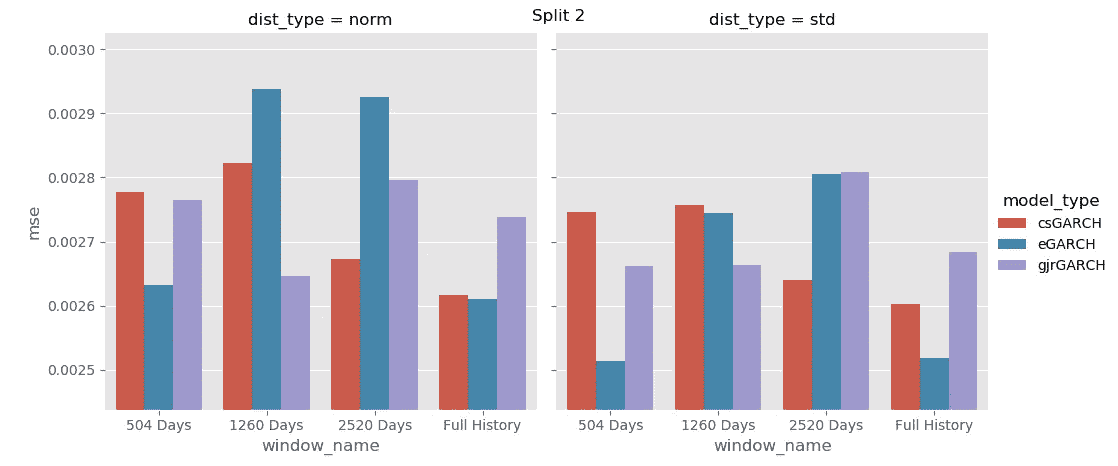 Split 2
dist_type = norm
dist_type = std
0.0030
0.0029
0.0028
0.0027
0.0026
0.0025
mse
504 Days 1260 Days 2520 Days Full History
window_name
504 Days 1260 Days 2520 Days Full History
window_name
model_type
csGARCH
eGARCH
gjrGARCH